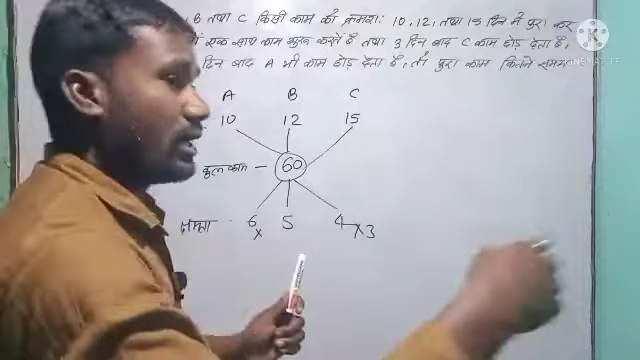 B तथा C किसी काम को क्रमशः 10, 12, तथा 15 दिन में पुरा कर
एक साथ काम शुरू करते है तथा 3 दिन बाद C काम छोड़ देता है,
दिन बाद A भी काम छोड़ देता है, तो पुरा काम कितने समय
KINEMASTER
A B C
10 12 15
कुल काम — 60
क्षमता 6 5 4 x 3
x